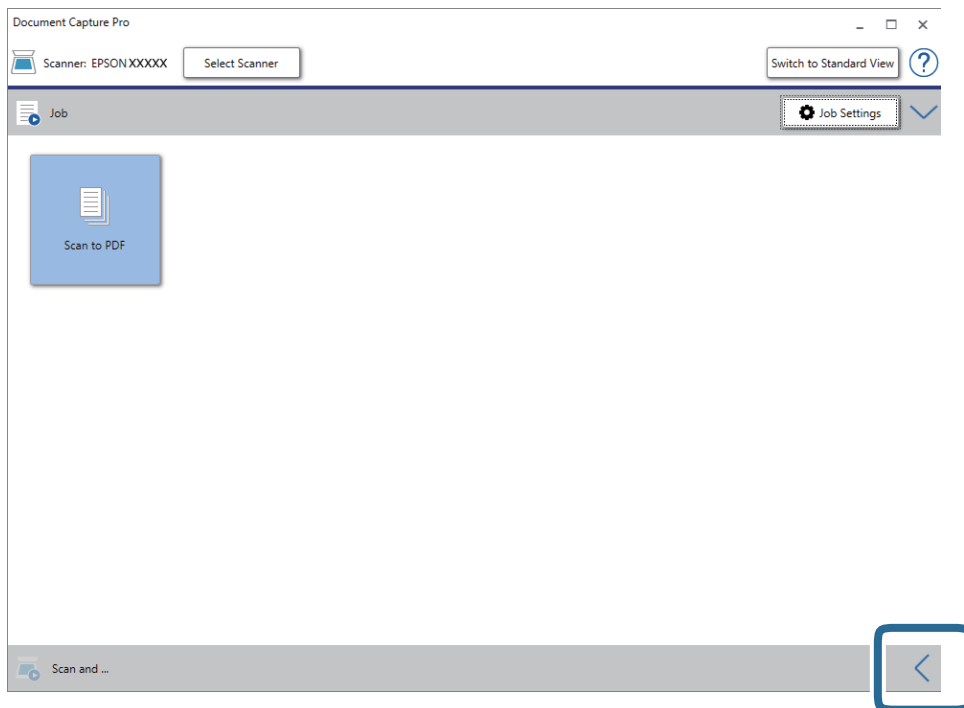 Document Capture Pro
Scanner: EPSON XXXXX
Select Scanner
Switch to Standard View
?
Job
Job Settings
Scan to PDF
Scan and ...